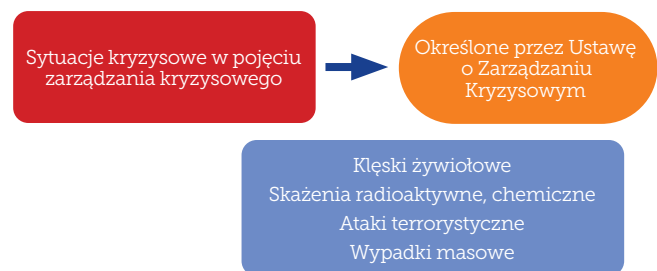 Sytuacje kryzysowe w pojęciu
zarządzania kryzysowego
Określone przez Ustawę
o Zarządzaniu
Kryzysowym
Klęski żywiołowe
Skażenia radioaktywne, chemiczne
Ataki terrorystyczne
Wypadki masowe